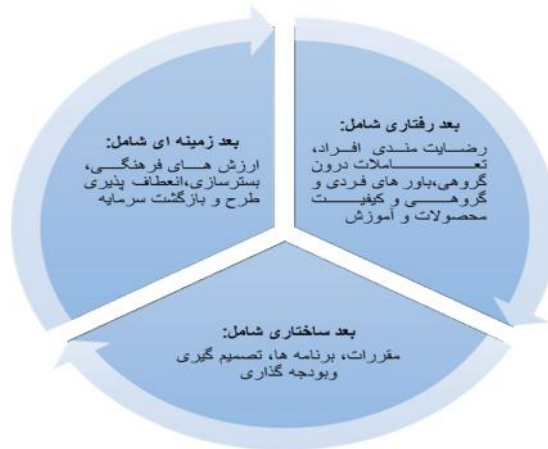 بعد رفتاری شامل:
رضایت مندی افراد،
تعاملات درون
گروهی،باور های فردی و
گروهی و کیفیت
محصولات و آموزش
بعد زمینه ای شامل:
ارزش های فرهنگی،
بسترسازی،انعطاف پذیری
طرح و بازگشت سرمایه
بعد ساختاری شامل:
مقررات، برنامه ها، تصمیم گیری
وبودجه گذاری